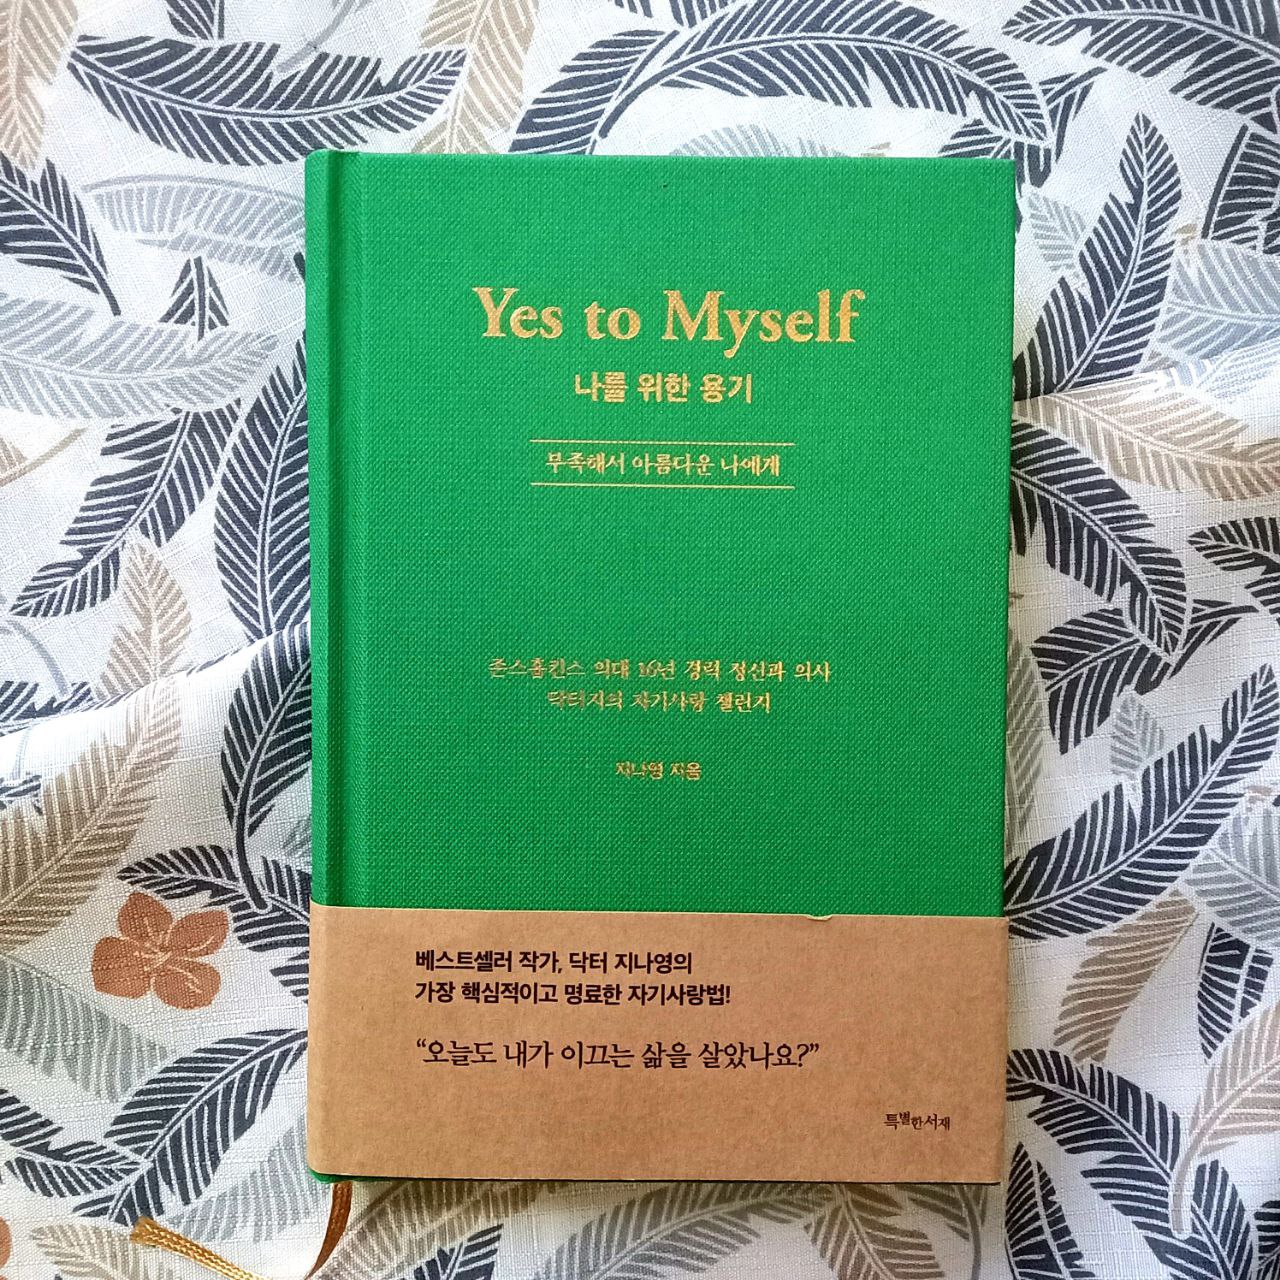 Yes to Myself
나를 위한 용기
부족해서 아름다운 나에게
존스홉킨스 의대 16년 경력 정신과 의사
닥터지의 자기사랑 챌린지
지나영 지음
베스트셀러 작가, 닥터 지나영의
가장 핵심적이고 명료한 자기사랑법!
“오늘도 내가 이끄는 삶을 살았나요?”
특별한서재